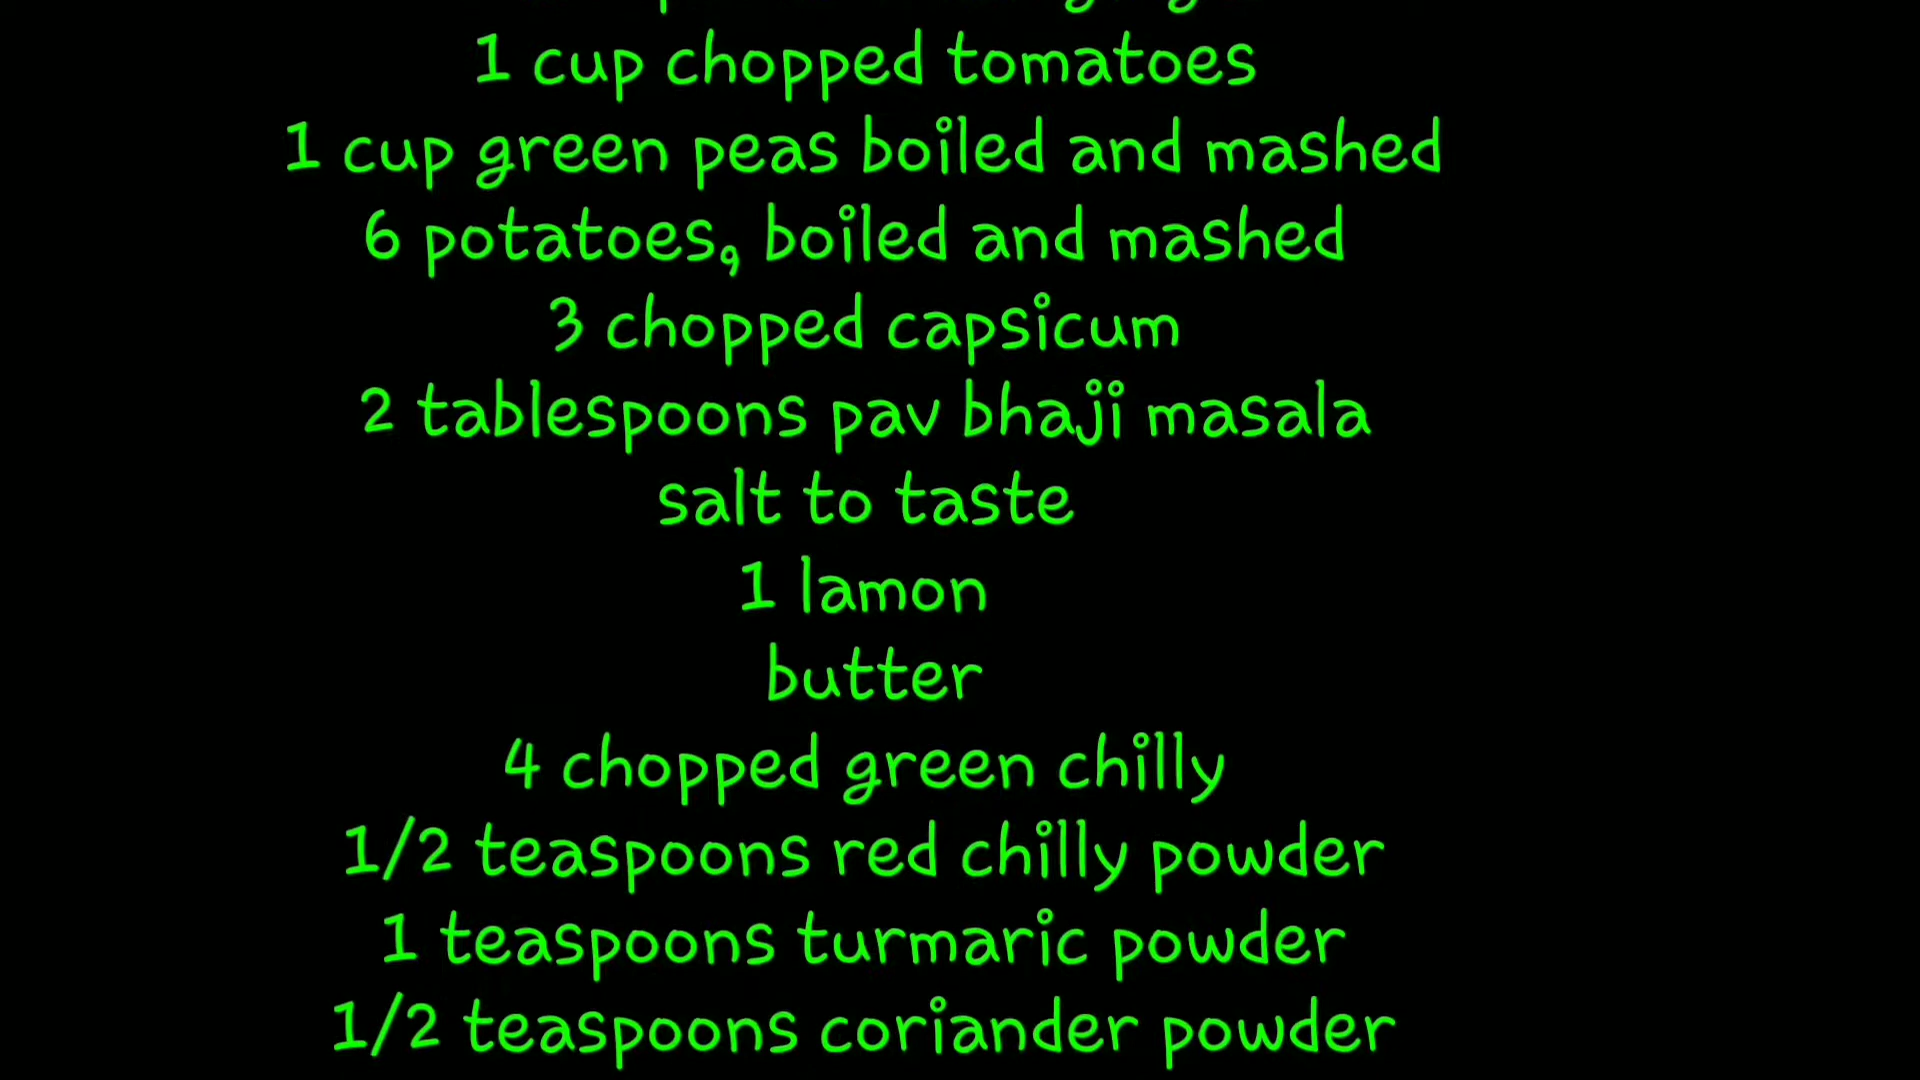 1 cup chopped tomatoes
1 cup green peas boiled and mashed
6 potatoes, boiled and mashed
3 chopped capsicum
2 tablespoons pav bhaji masala
salt to taste
1 lamon
butter
4 chopped green chilly
1/2 teaspoons red chilly powder
1 teaspoons turmaric powder
1/2 teaspoons coriander powder